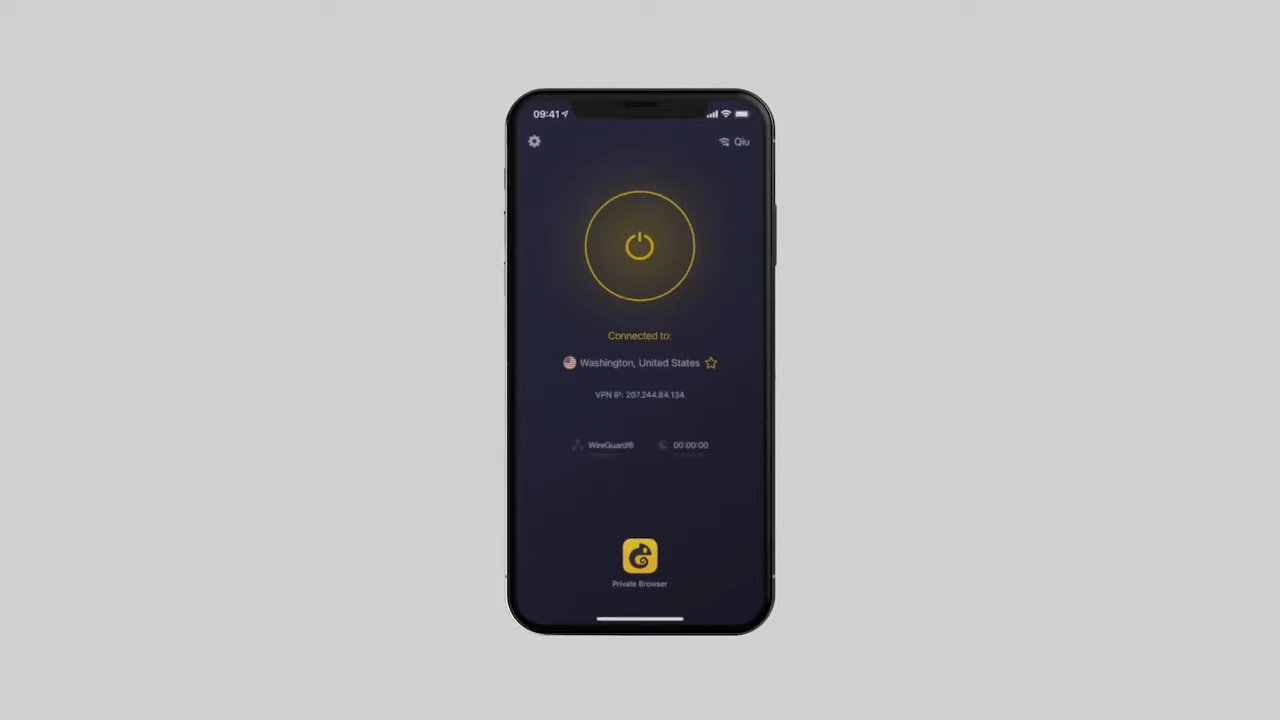 09:41
Qiu
Connected to:
Washington, United States
VPN IP: 207.244.84.134
WireGuard® 00:00:00
Private Browser